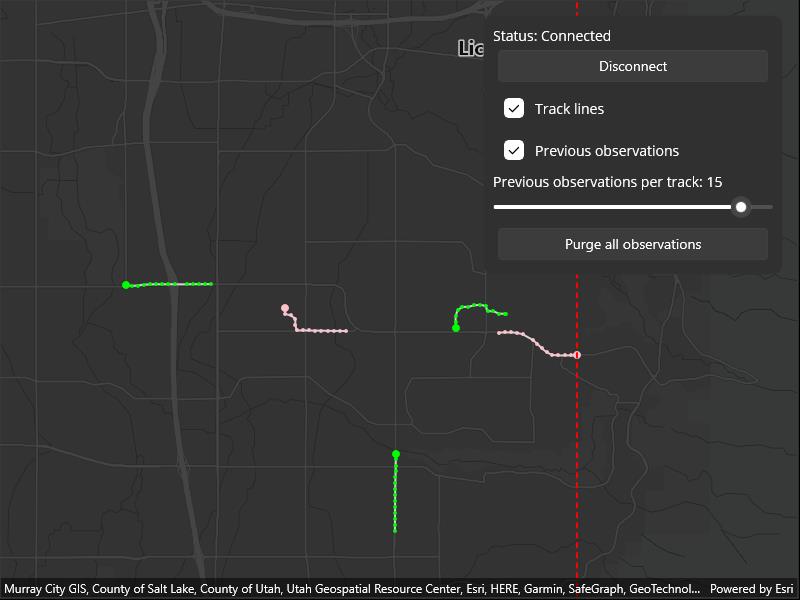 Status: Connected
Disconnect
Track lines
Previous observations
Previous observations per track: 15
Purge all observations
Murray City GIS, County of Salt Lake, County of Utah, Utah Geospatial Resource Center, Esri, HERE, Garmin, SafeGraph, GeoTechnol... Powered by Esri